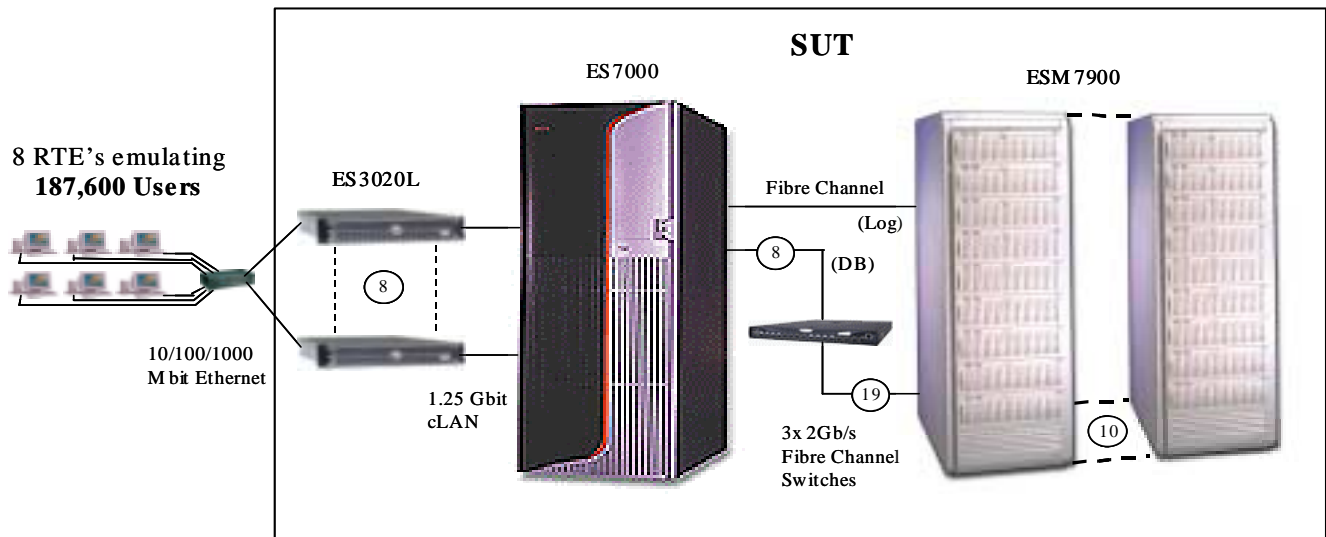 SUT
ES7000
ESM7900
8 RTE's emulating
187,600 Users
ES3020L
Fibre Channel
(Log)
8
(DB)
8
10/100/1000
Mbit Ethernet
1.25 Gbit
cLAN
19
3x 2Gb/s
Fibre Channel
Switches
10